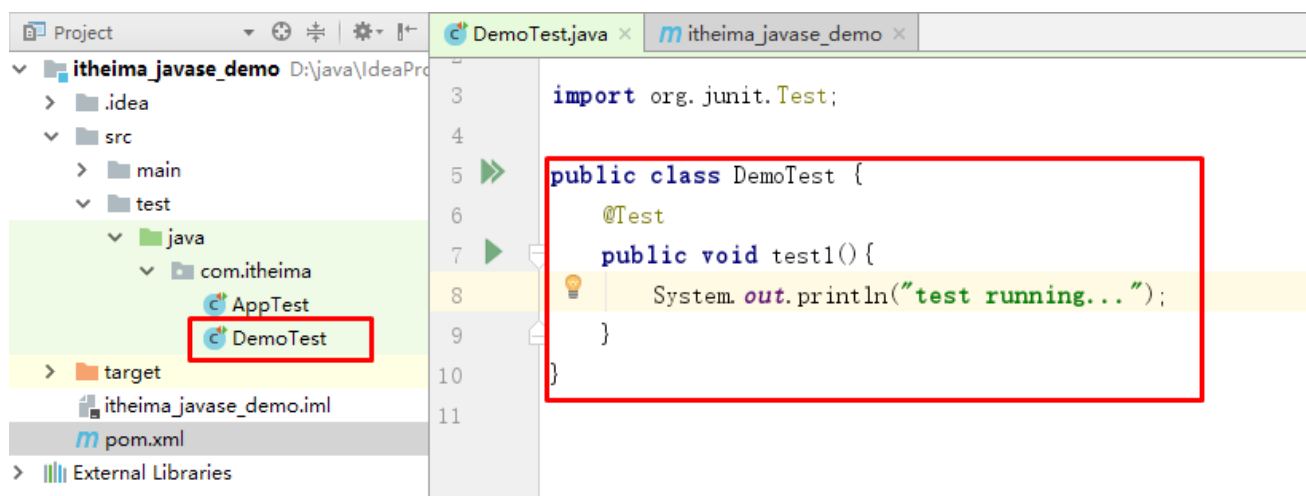 Project
itheima_javase_demo D:\java\IdeaPro
.idea
src
main
test
java
com.itheima
AppTest
DemoTest
target
itheima_javase_demo.iml
pom.xml
External Libraries
DemoTest.java
itheima_javase_demo
3 import org.junit.Test;
4
5 public class DemoTest {
6 @Test
7 public void test1(){
8 System.out.println("test running...");
9 }
10 }
11